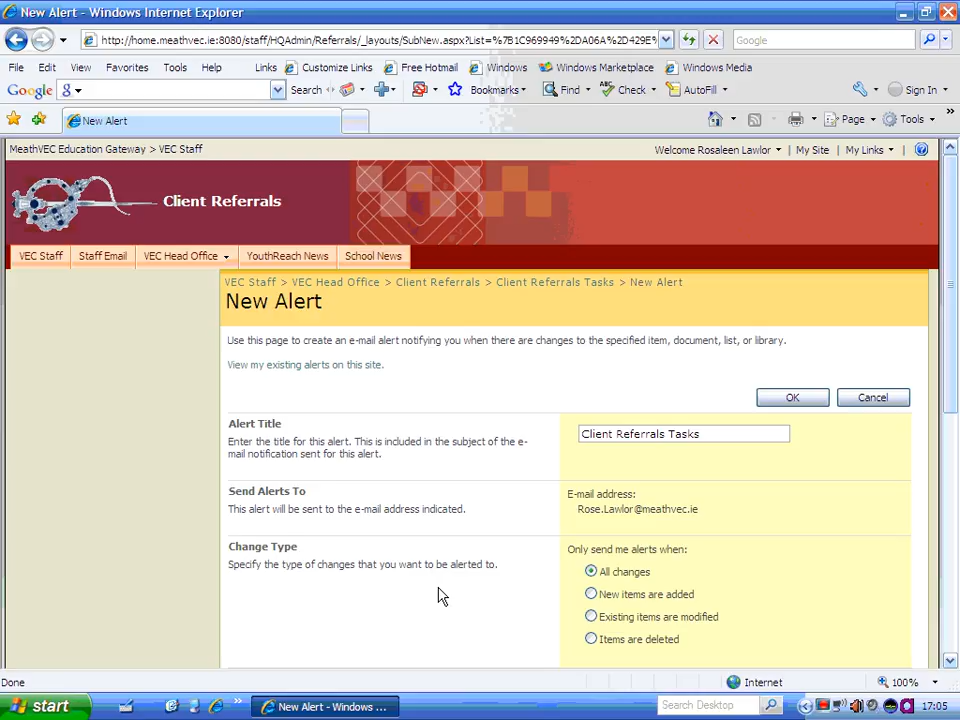 New Alert - Windows Internet Explorer
http://home.meathvec.ie:8080/staff/HQAdmin/Referrals/_layouts/SubNew.aspx?List=%7B1C969949%2DA06A%2D429E%
Google
File Edit View Favorites Tools Help Links Customize Links Free Hotmail Windows Windows Marketplace Windows Media
Google Search Bookmarks Find Check AutoFill Sign In
New Alert Page Tools
MeathVEC Education Gateway > VEC Staff Welcome Rosaleen Lawlor My Site My Links
Client Referrals
VEC Staff Staff Email VEC Head Office YouthReach News School News
VEC Staff > VEC Head Office > Client Referrals > Client Referrals Tasks > New Alert
New Alert
Use this page to create an e-mail alert notifying you when there are changes to the specified item, document, list, or library.
View my existing alerts on this site.
OK Cancel
Alert Title
Enter the title for this alert. This is included in the subject of the e-
mail notification sent for this alert.
Client Referrals Tasks
Send Alerts To
This alert will be sent to the e-mail address indicated.
E-mail address:
Rose.Lawlor@meathvec.ie
Change Type
Specify the type of changes that you want to be alerted to.
Only send me alerts when:
All changes
New items are added
Existing items are modified
Items are deleted
Done Internet 100%
start New Alert - Windows ... Search Desktop 17:05